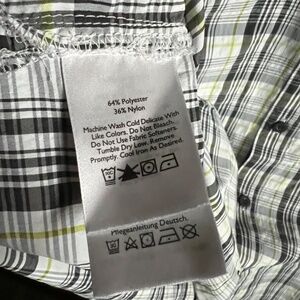 64% Polyester
36% Nylon
Machine Wash Cold Delicate With
Like Colors. Do Not Bleach.
Do Not Use Fabric Softeners.
Tumble Dry Low. Remove
Promptly. Cool Iron As Desired.
Pflegeanleitung Deutsch.